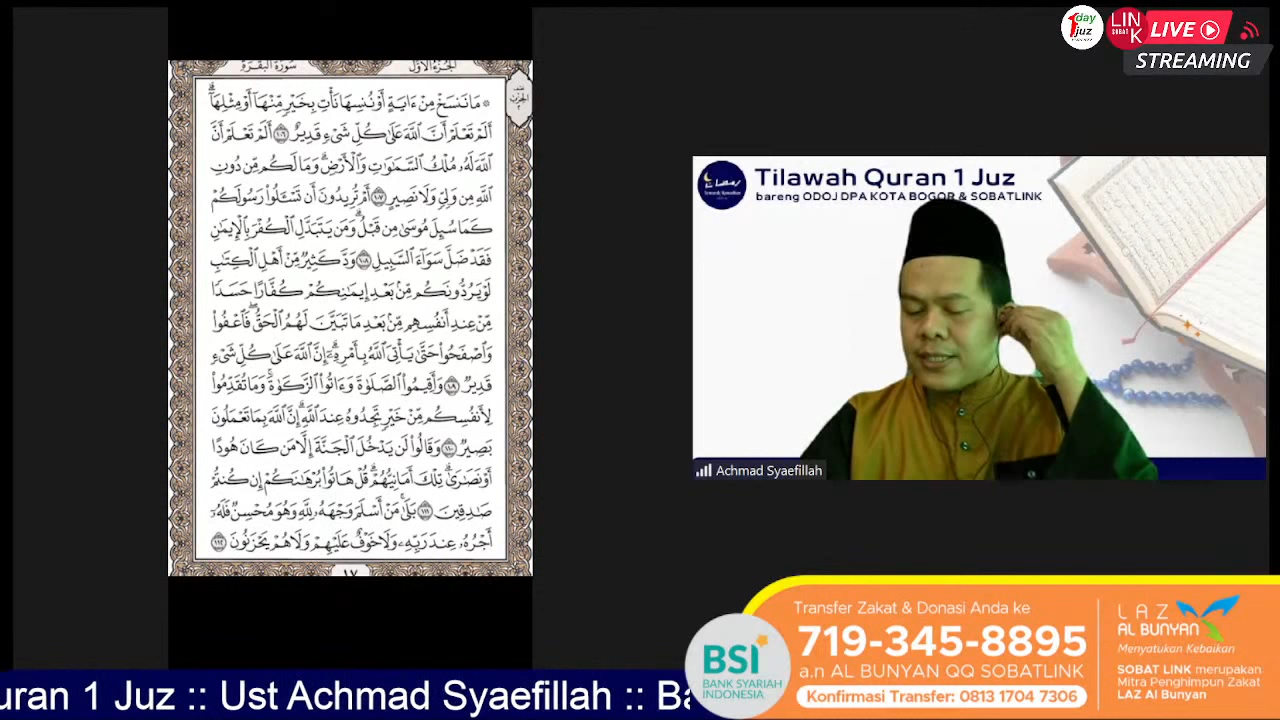 1day
1juz
LINK
SOBAT
LIVE
STREAMING
سورة البقرة
الجزء الأول
۞ مَا نَنسَخْ مِنْ ءَايَةٍ أَوْ نُنسِهَا نَأْتِ بِخَيْرٍ مِّنْهَآ أَوْ مِثْلِهَآ ۗ
أَلَمْ تَعْلَمْ أَنَّ ٱللَّهَ عَلَىٰ كُلِّ شَىْءٍ قَدِيرٌ ١٠٦ أَلَمْ تَعْلَمْ أَنَّ
ٱللَّهَ لَهُۥ مُلْكُ ٱلسَّمَٰوَٰتِ وَٱلْأَرْضِ ۗ وَمَا لَكُم مِّن دُونِ
ٱللَّهِ مِن وَلِىٍّ وَلَا نَصِيرٍ ١٠٧ أَمْ تُرِيدُونَ أَن تَسْـَٔلُوا۟ رَسُولَكُمْ
كَمَا سُئِلَ مُوسَىٰ مِن قَبْلُ ۗ وَمَن يَتَبَدَّلِ ٱلْكُفْرَ بِٱلْإِيمَٰنِ
فَقَدْ ضَلَّ سَوَآءَ ٱلسَّبِيلِ ١٠٨ وَدَّ كَثِيرٌ مِّنْ أَهْلِ ٱلْكِتَٰبِ
لَوْ يَرُدُّونَكُم مِّنۢ بَعْدِ إِيمَٰنِكُمْ كُفَّارًا حَسَدًا
مِّنْ عِندِ أَنفُسِهِم مِّنۢ بَعْدِ مَا تَبَيَّنَ لَهُمُ ٱلْحَقُّ ۖ فَٱعْفُوا۟
وَٱصْفَحُوا۟ حَتَّىٰ يَأْتِىَ ٱللَّهُ بِأَمْرِهِۦٓ ۗ إِنَّ ٱللَّهَ عَلَىٰ كُلِّ شَىْءٍ
قَدِيرٌ ١٠٩ وَأَقِيمُوا۟ ٱلصَّلَوٰةَ وَءَاتُوا۟ ٱلزَّكَوٰةَ ۚ وَمَا تُقَدِّمُوا۟
لِأَنفُسِكُم مِّنْ خَيْرٍ تَجِدُوهُ عِندَ ٱللَّهِ ۗ إِنَّ ٱللَّهَ بِمَا تَعْمَلُونَ
بَصِيرٌ ١١٠ وَقَالُوا۟ لَن يَدْخُلَ ٱلْجَنَّةَ إِلَّا مَن كَانَ هُودًا
أَوْ نَصَٰرَىٰ ۗ تِلْكَ أَمَانِيُّهُمْ ۗ قُلْ هَاتُوا۟ بُرْهَٰنَكُمْ إِن كُنتُمْ
صَٰدِقِينَ ١١١ بَلَىٰ مَنْ أَسْلَمَ وَجْهَهُۥ لِلَّهِ وَهُوَ مُحْسِنٌ فَلَهُۥٓ
أَجْرُهُۥ عِندَ رَبِّهِۦ وَلَا خَوْفٌ عَلَيْهِمْ وَلَا هُمْ يَحْزَنُونَ ١١٢
١٧
Tilawah Quran 1 Juz
bareng ODOJ DPA KOTA BOGOR & SOBATLINK
Achmad Syaefillah
Transfer Zakat & Donasi Anda ke
719-345-8895
a.n AL BUNYAN QQ SOBATLINK
Konfirmasi Transfer: 0813 1704 7306
BSI
BANK SYARIAH
INDONESIA
LAZ
AL BUNYAN
Menyatukan Kebaikan
SOBAT LINK merupakan
Mitra Penghimpun Zakat
LAZ Al Bunyan
uran 1 Juz :: Ust Achmad Syaefillah :: Ba